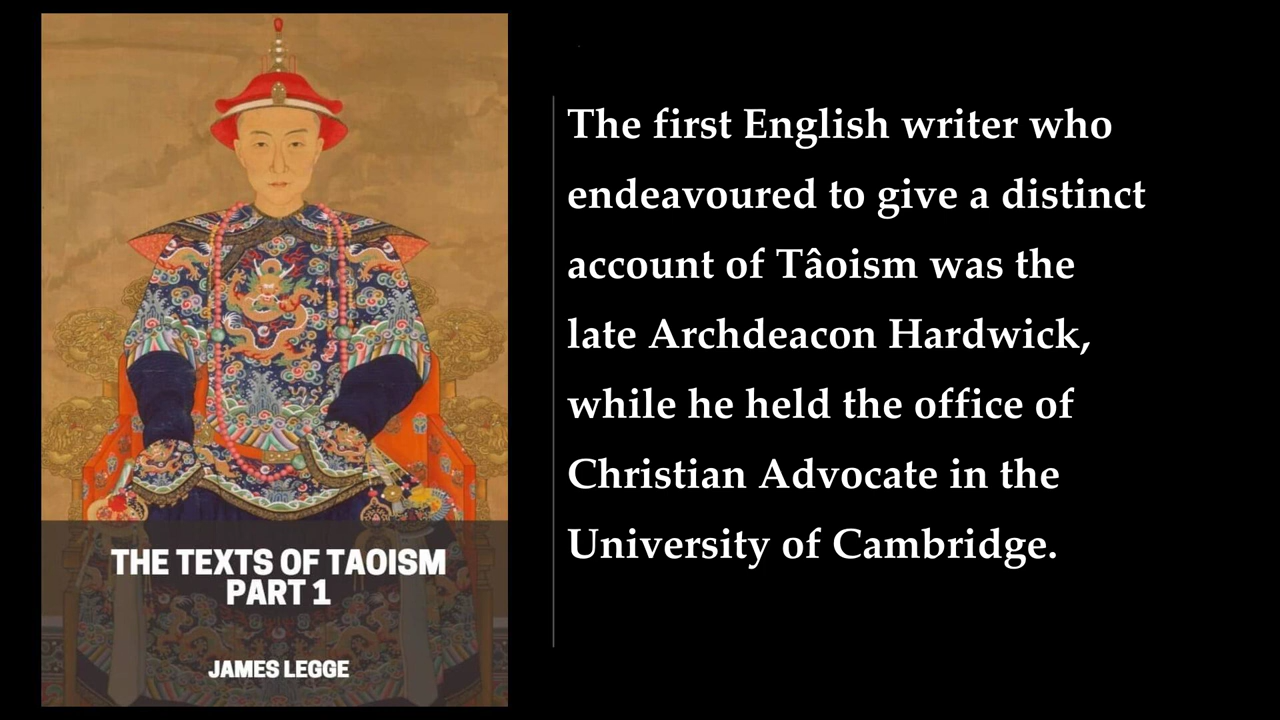 THE TEXTS OF TAOISM
PART 1
JAMES LEGGE
The first English writer who
endeavoured to give a distinct
account of Tâoism was the
late Archdeacon Hardwick,
while he held the office of
Christian Advocate in the
University of Cambridge.